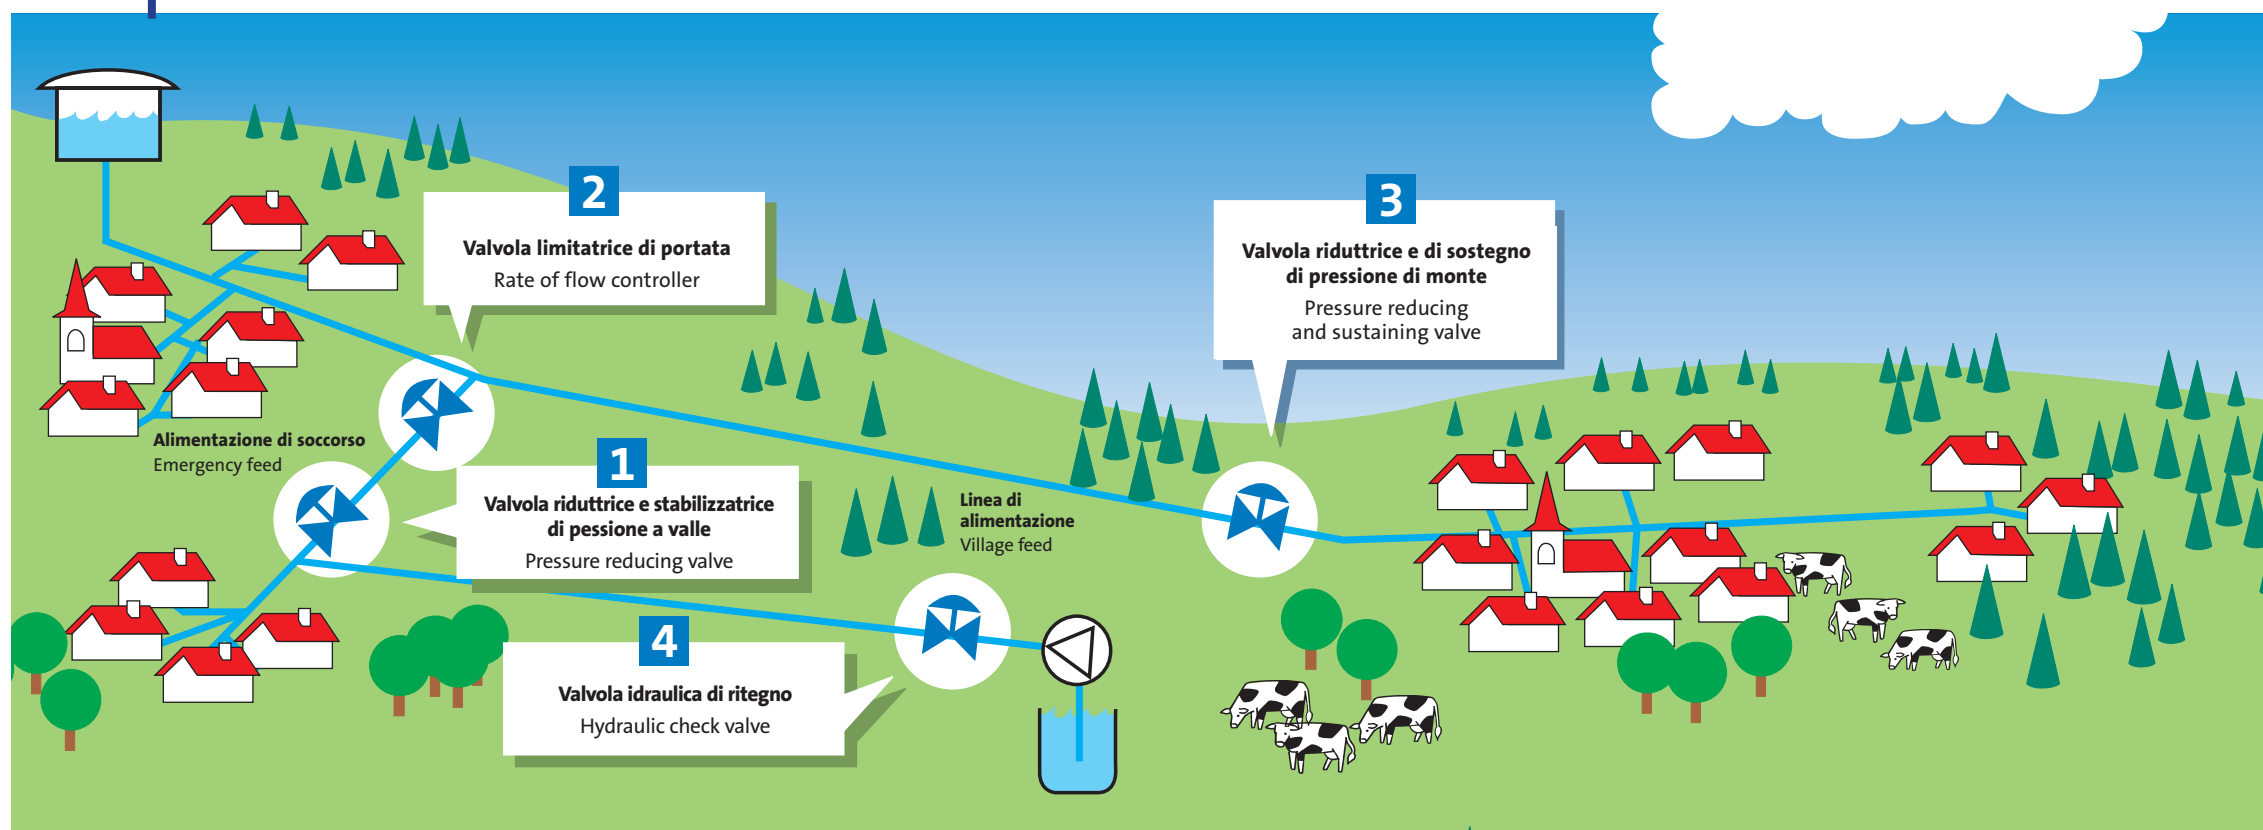 2
Valvola limitatrice di portata
Rate of flow controller
3
Valvola riduttrice e di sostegno
di pressione di monte
Pressure reducing
and sustaining valve
Alimentazione di soccorso
Emergency feed
1
Valvola riduttrice e stabilizzatrice
di pessione a valle
Pressure reducing valve
Linea di
alimentazione
Village feed
4
Valvola idraulica di ritegno
Hydraulic check valve